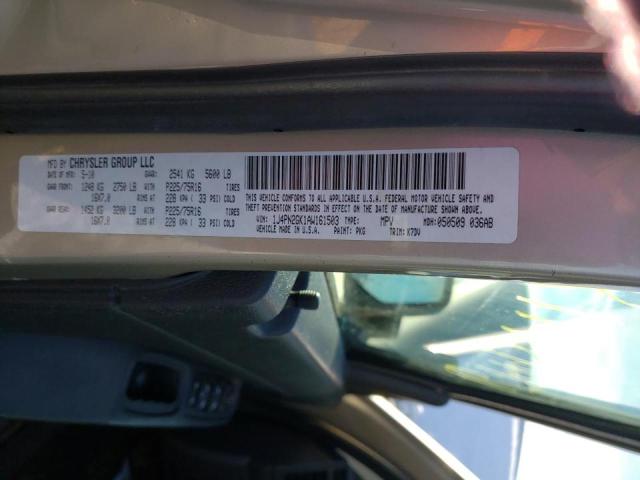 MFD BY CHRYSLER GROUP LLC
DATE OF MFR: 5-10 GVWR: 2541 KG 5600 LB
GAWR FRONT: 1248 KG 2750 LB WITH P225/75R16 TIRES
16X7.0 RIMS AT 228 KPA ( 33 PSI COLD
GAWR REAR: 1452 KG 3200 LB WITH P225/75R16 TIRES
16X7.0 RIMS AT 228 KPA ( 33 PSI COLD
THIS VEHICLE CONFORMS TO ALL APPLICABLE U.S.A. FEDERAL MOTOR VEHICLE SAFETY
STANDARDS IN EFFECT ON THE DATE OF MANUFACTURE SHOWN ABOVE.
VIN: 1J4PN2GK1AW161503 TYPE: MPV MDH: 050509 036AB
VEHICLE MADE IN U.S.A. PAINT: PKG TRIM: K7DV